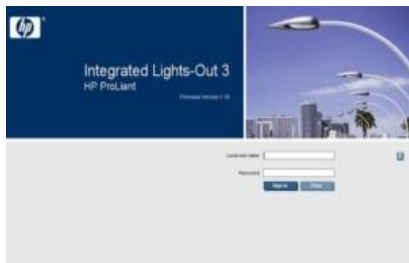 hp
Integrated Lights-Out 3
HP ProLiant
Local user name:
Password: